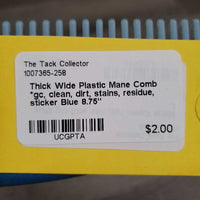 The Tack Collector
1007365-258
Thick Wide Plastic Mane Comb
"gc, clean, dirt, stains, residue,
sticker Blue 8.75"
$2.00
UCGPTA